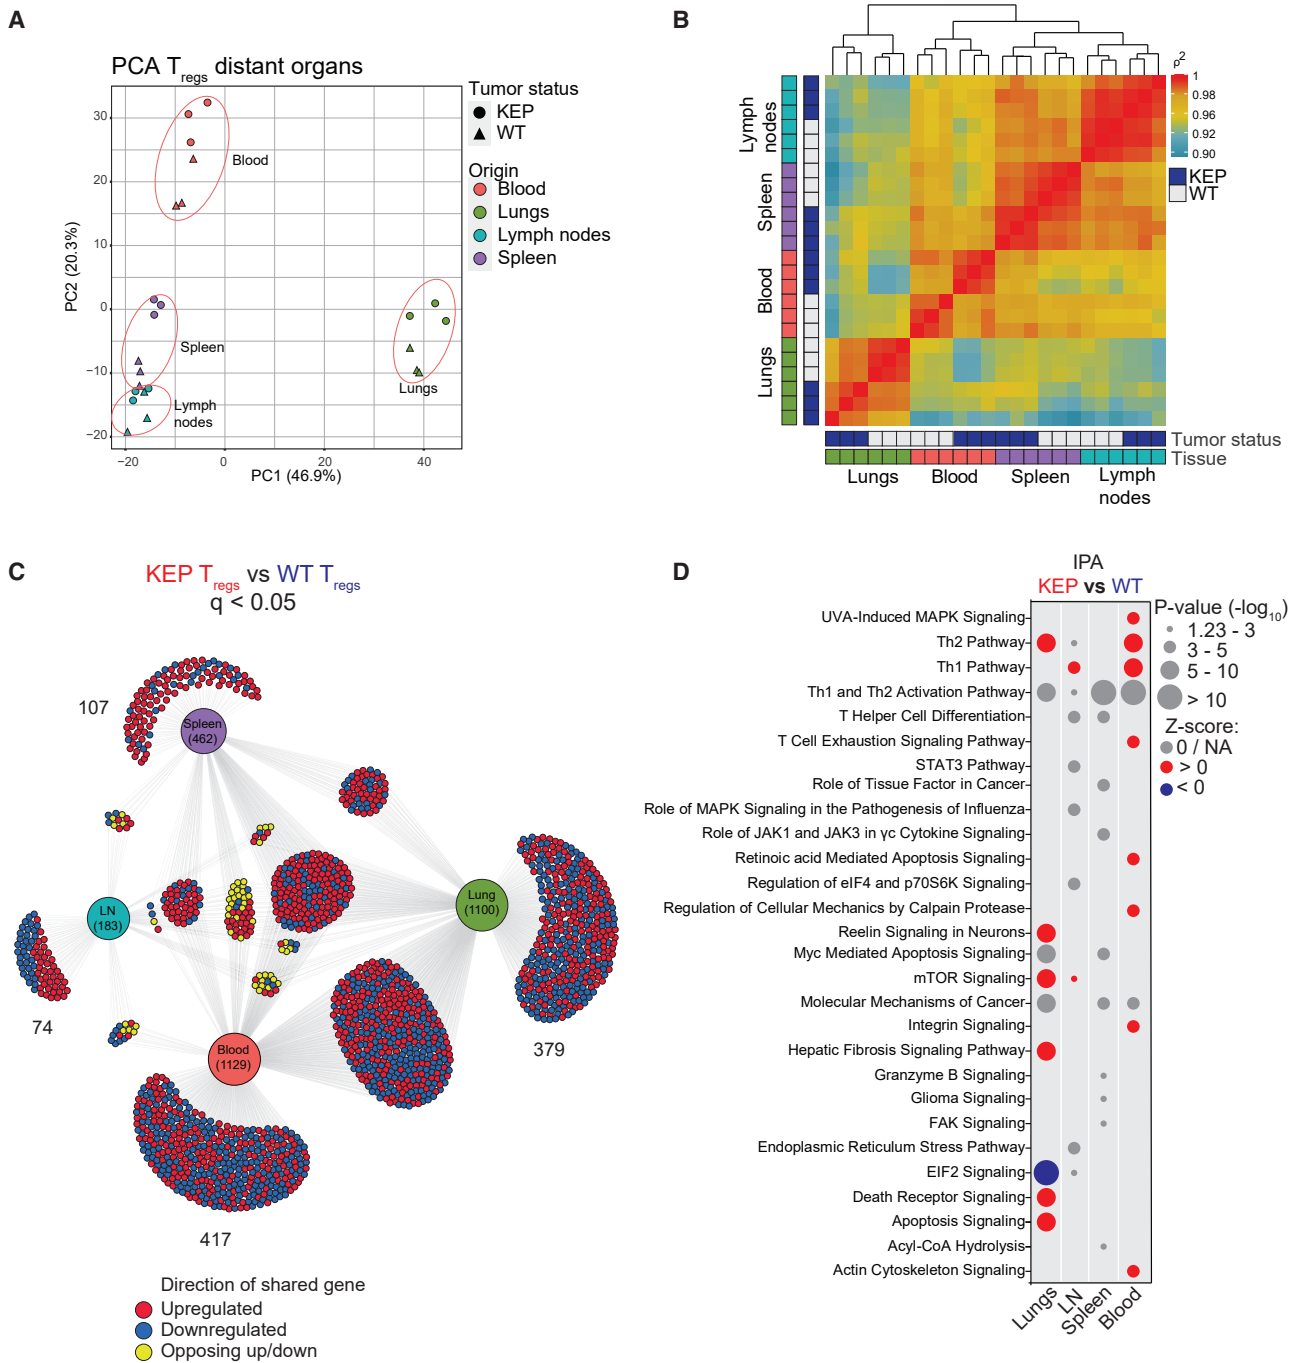 A
PCA Tregs distant organs
30
20
10
0
−10
−20
PC2 (20.3%)
−20
0
20
40
PC1 (46.9%)
Blood
Spleen
Lymph
nodes
Lungs
Tumor status
KEP
WT
Origin
Blood
Lungs
Lymph nodes
Spleen
B
Lymph
nodes
Spleen
Blood
Lungs
ρ2
1
0.98
0.96
0.92
0.90
KEP
WT
Tumor status
Tissue
Lungs
Blood
Spleen
Lymph
nodes
C
KEP Tregs vs WT Tregs
q < 0.05
107
Spleen
(462)
LN
(183)
Lung
(1100)
74
379
Blood
(1129)
417
Direction of shared gene
Upregulated
Downregulated
Opposing up/down
D
IPA
KEP vs WT
UVA-Induced MAPK Signaling
Th2 Pathway
Th1 Pathway
Th1 and Th2 Activation Pathway
T Helper Cell Differentiation
T Cell Exhaustion Signaling Pathway
STAT3 Pathway
Role of Tissue Factor in Cancer
Role of MAPK Signaling in the Pathogenesis of Influenza
Role of JAK1 and JAK3 in γc Cytokine Signaling
Retinoic acid Mediated Apoptosis Signaling
Regulation of eIF4 and p70S6K Signaling
Regulation of Cellular Mechanics by Calpain Protease
Reelin Signaling in Neurons
Myc Mediated Apoptosis Signaling
mTOR Signaling
Molecular Mechanisms of Cancer
Integrin Signaling
Hepatic Fibrosis Signaling Pathway
Granzyme B Signaling
Glioma Signaling
FAK Signaling
Endoplasmic Reticulum Stress Pathway
EIF2 Signaling
Death Receptor Signaling
Apoptosis Signaling
Acyl-CoA Hydrolysis
Actin Cytoskeleton Signaling
Lungs
LN
Spleen
Blood
P-value (-log10)
1.23 - 3
3 - 5
5 - 10
> 10
Z-score:
0 / NA
> 0
< 0